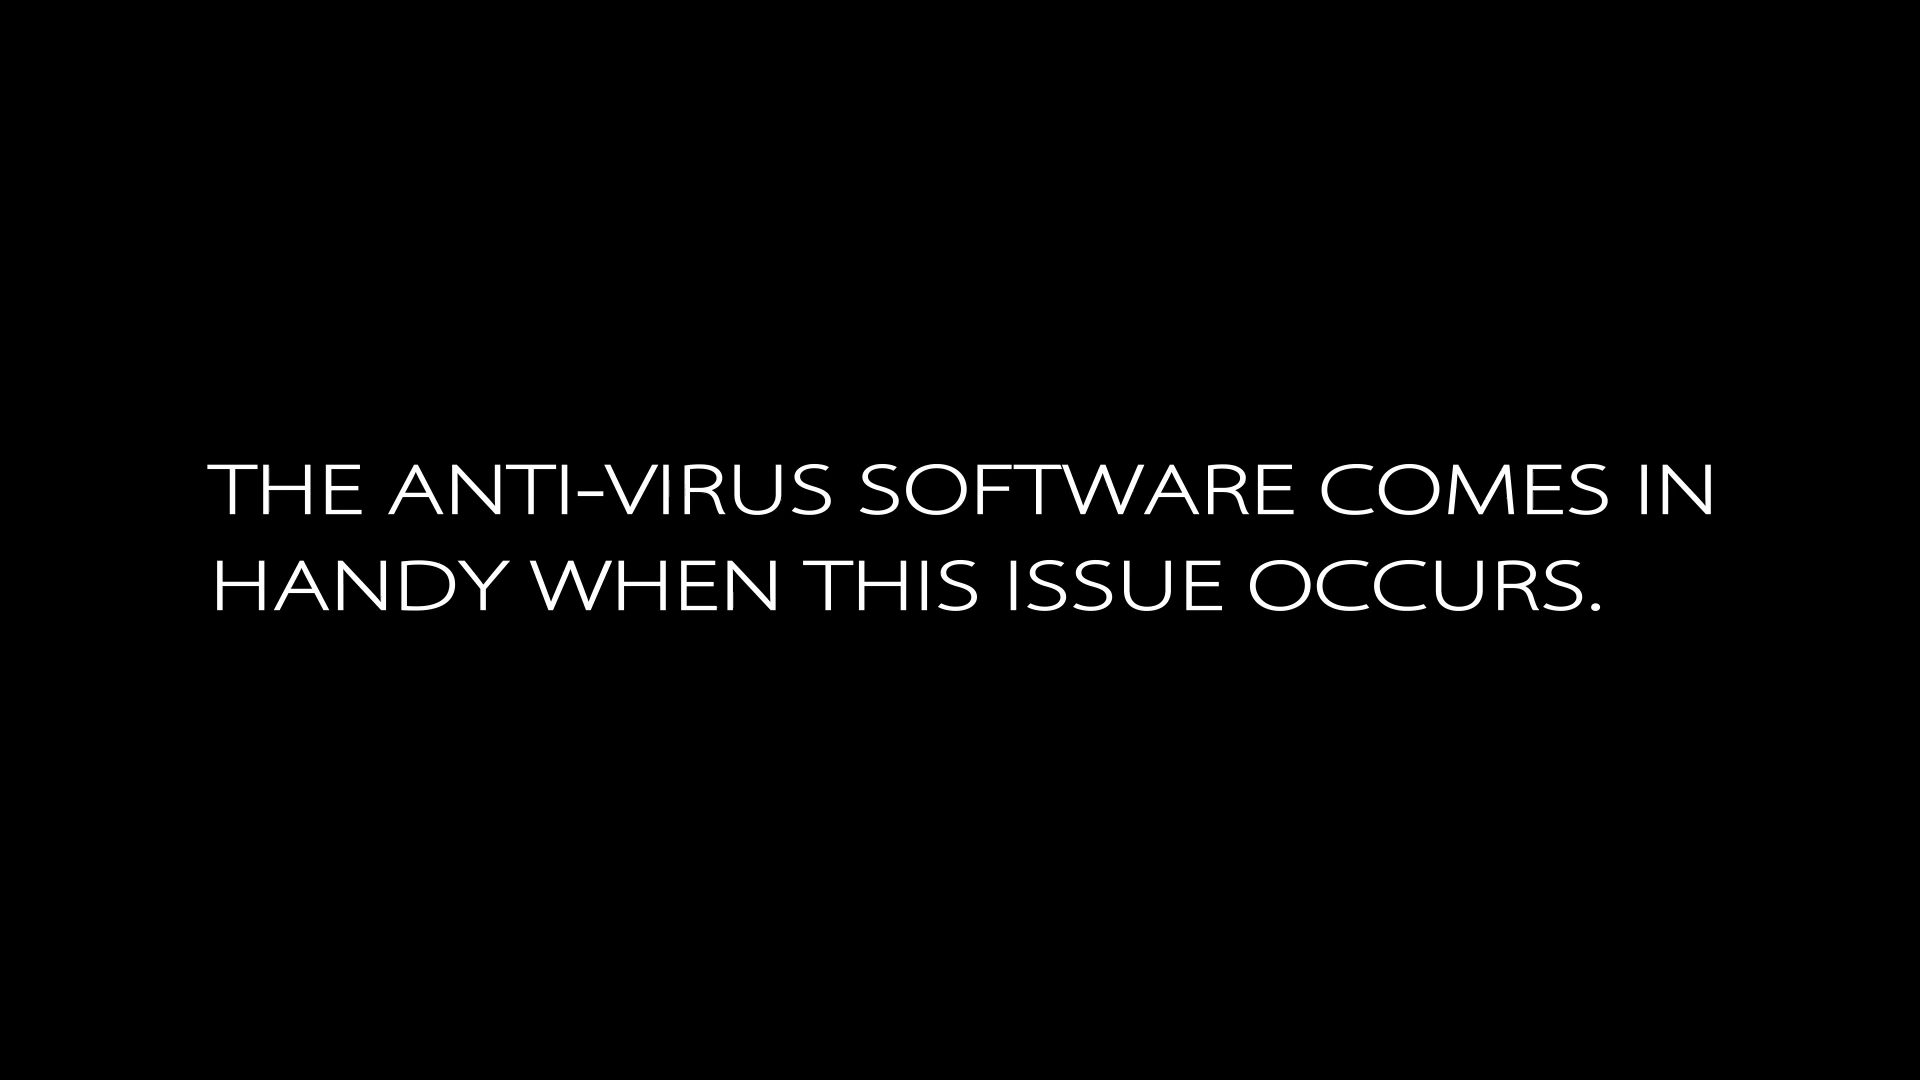 THE ANTI-VIRUS SOFTWARE COMES IN
HANDY WHEN THIS ISSUE OCCURS.